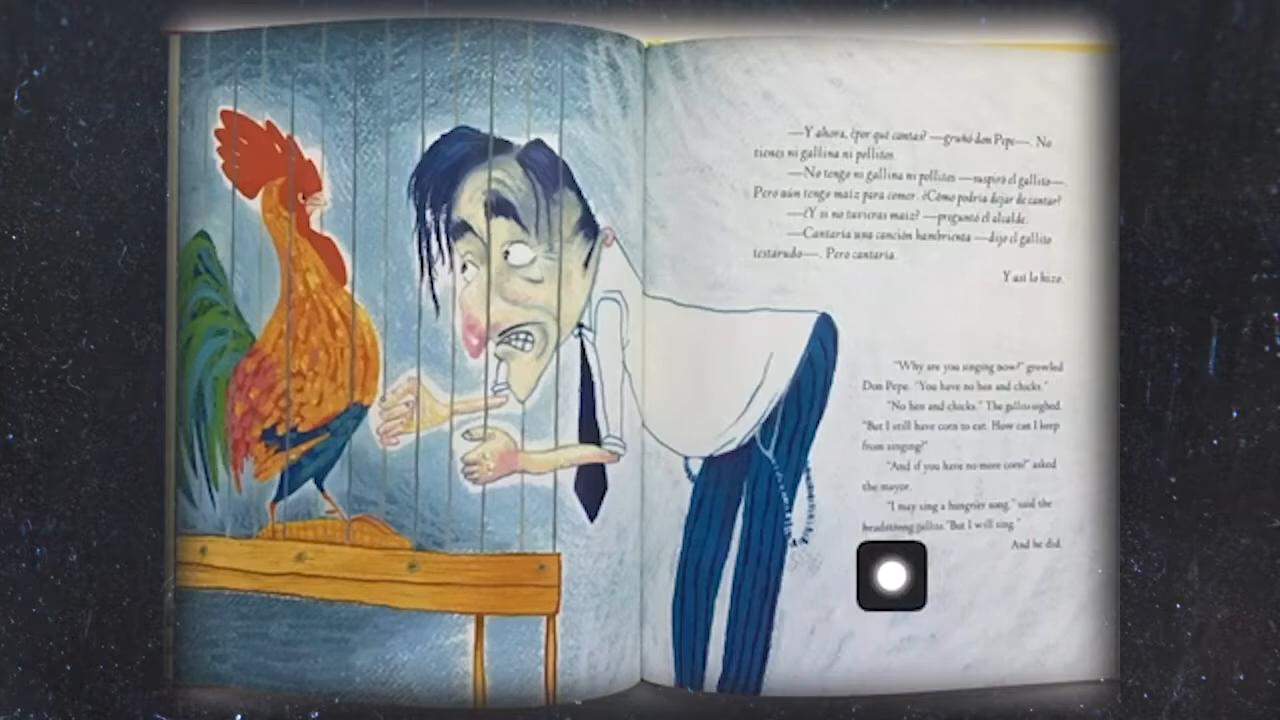 —Y ahora, ¿por qué cantas? —gruñó don Pepe—. No
tienes ni gallina ni pollitos.
—No tengo ni gallina ni pollitos —suspiró el gallito—.
Pero aún tengo maíz para comer. ¿Cómo podría dejar de cantar?
—¿Y si no tuvieras maíz? —preguntó el alcalde.
—Cantaría una canción hambrienta —dijo el gallito
testarudo—. Pero cantaría.
Y así lo hizo.
"Why are you singing now?" growled
Don Pepe. "You have no hen and chicks."
"No hen and chicks." The gallito sighed.
"But I still have corn to eat. How can I keep
from singing?"
"And if you have no more corn?" asked
the mayor.
"I may sing a hungrier song," said the
headstrong gallito. "But I will sing."
And he did.